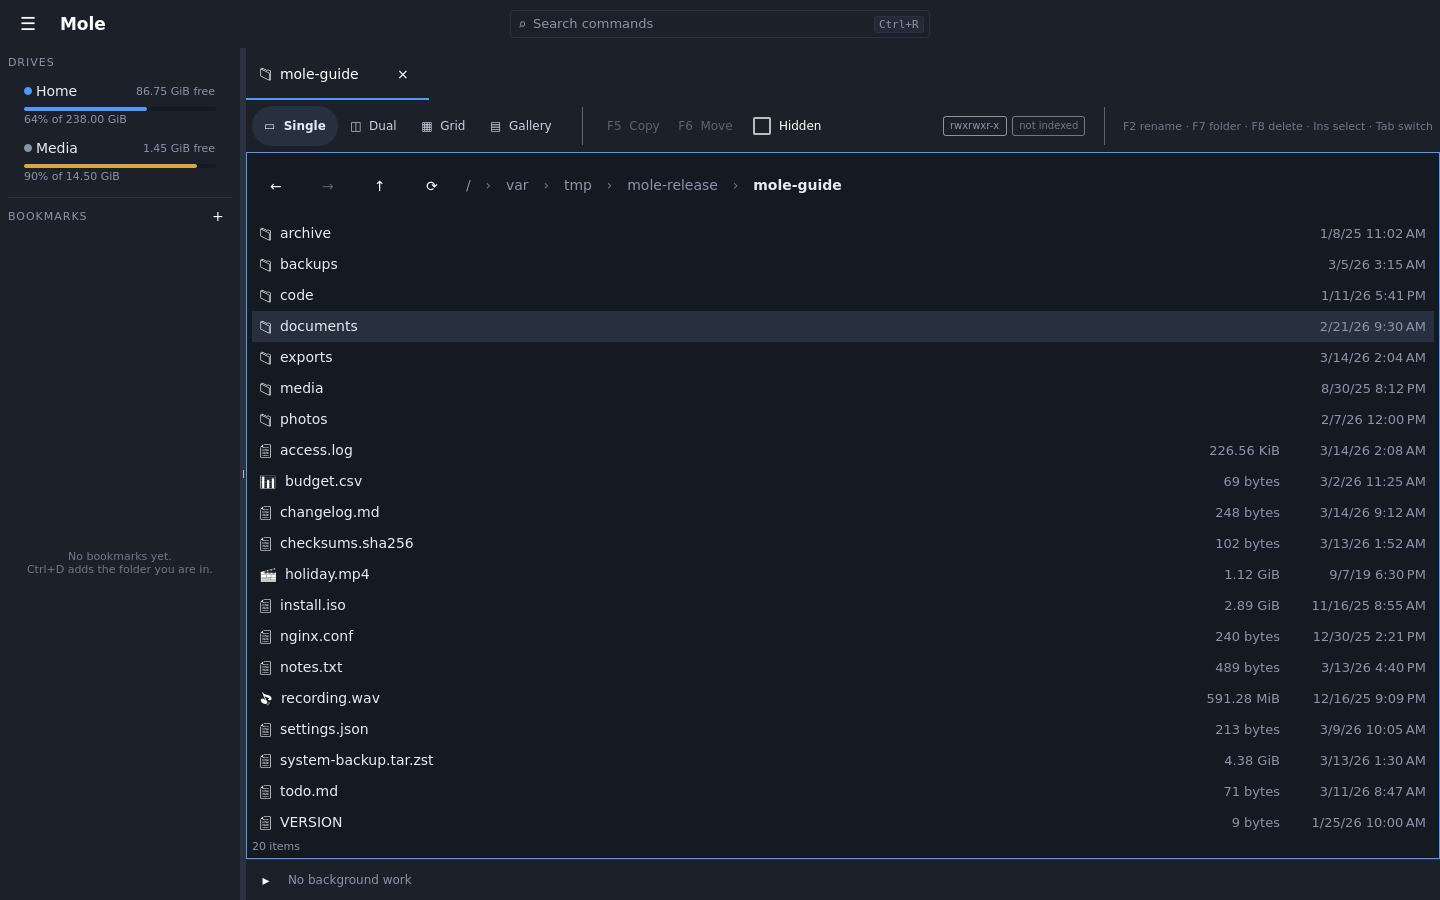 ☰ Mole
Search commands Ctrl+R
DRIVES
Home 86.75 GiB free
64% of 238.00 GiB
Media 1.45 GiB free
90% of 14.50 GiB
BOOKMARKS +
No bookmarks yet.
Ctrl+D adds the folder you are in.
mole-guide ×
Single Dual Grid Gallery F5 Copy F6 Move Hidden rwxrwxr-x not indexed F2 rename · F7 folder · F8 delete · Ins select · Tab switch
← → ↑ ⟳ / › var › tmp › mole-release › mole-guide
archive 1/8/25 11:02 AM
backups 3/5/26 3:15 AM
code 1/11/26 5:41 PM
documents 2/21/26 9:30 AM
exports 3/14/26 2:04 AM
media 8/30/25 8:12 PM
photos 2/7/26 12:00 PM
access.log 226.56 KiB 3/14/26 2:08 AM
budget.csv 69 bytes 3/2/26 11:25 AM
changelog.md 248 bytes 3/14/26 9:12 AM
checksums.sha256 102 bytes 3/13/26 1:52 AM
holiday.mp4 1.12 GiB 9/7/19 6:30 PM
install.iso 2.89 GiB 11/16/25 8:55 AM
nginx.conf 240 bytes 12/30/25 2:21 PM
notes.txt 489 bytes 3/13/26 4:40 PM
recording.wav 591.28 MiB 12/16/25 9:09 PM
settings.json 213 bytes 3/9/26 10:05 AM
system-backup.tar.zst 4.38 GiB 3/13/26 1:30 AM
todo.md 71 bytes 3/11/26 8:47 AM
VERSION 9 bytes 1/25/26 10:00 AM
20 items
▸ No background work